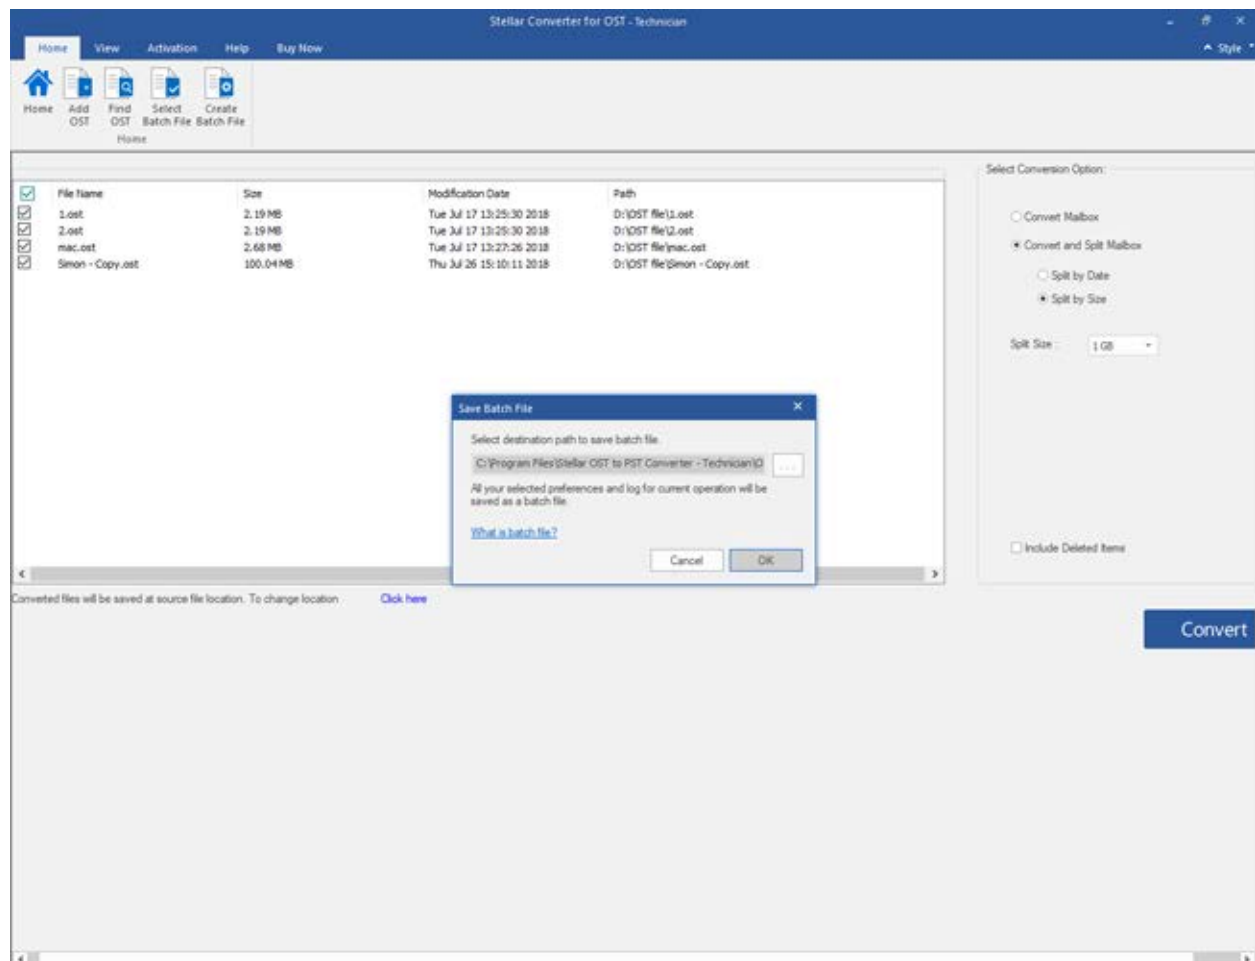 Stellar Converter for OST - Technician
Home View Activation Help Buy Now
Style
Home Add OST Find OST Select Batch File Create Batch File
Home
Select Conversion Option:
File Name Size Modification Date Path
1.ost 2.19 MB Tue Jul 17 13:25:30 2018 D:\OST file\1.ost
2.ost 2.19 MB Tue Jul 17 13:25:30 2018 D:\OST file\2.ost
mac.ost 2.68 MB Tue Jul 17 13:27:26 2018 D:\OST file\mac.ost
Simon - Copy.ost 100.04 MB Thu Jul 26 15:10:11 2018 D:\OST file\Simon - Copy.ost
Convert Mailbox
Convert and Split Mailbox
Split by Date
Split by Size
Split Size : 1 GB
Save Batch File
Select destination path to save batch file.
C:\Program Files\Stellar OST to PST Converter - Technician\O
...
All your selected preferences and log for current operation will be
saved as a batch file.
What is batch file?
Cancel OK
Include Deleted Items
Converted files will be saved at source file location. To change location Click here
Convert